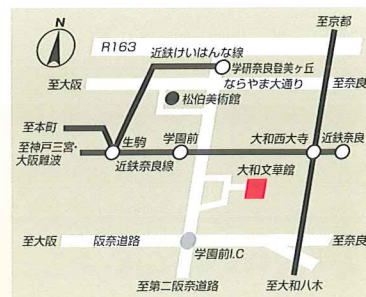 N
至京都
R163
近鉄けいはんな線
学研奈良登美ヶ丘
至大阪
ならやま大通り
至奈良
松伯美術館
至本町
生駒
学園前
大和西大寺
近鉄奈良
至神戸三宮・
大阪難波
近鉄奈良線
大和文華館
至大阪
阪奈道路
至奈良
学園前I.C
至第二阪奈道路
至大和八木